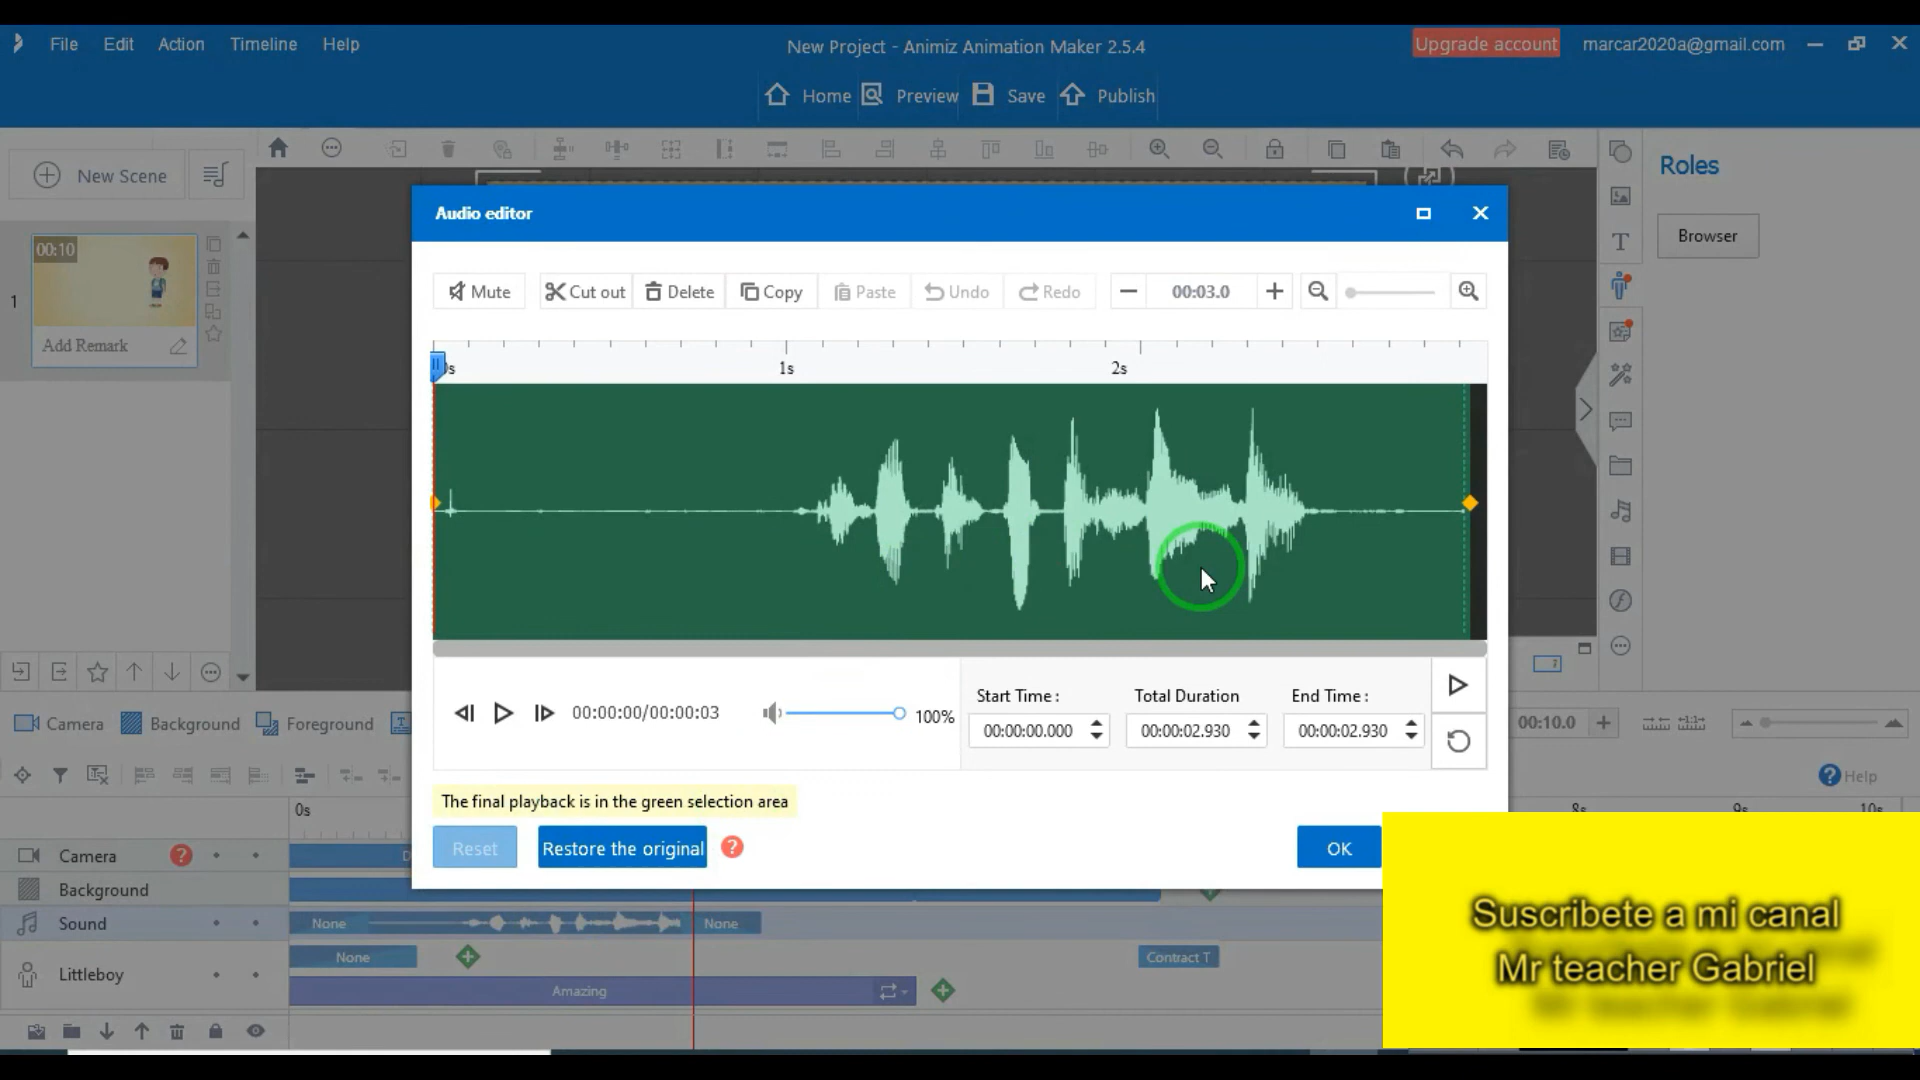 File Edit Action Timeline Help
New Project - Animiz Animation Maker 2.5.4
Upgrade account marcar2020a@gmail.com
Home Preview Save Publish
New Scene
Roles
Browser
00:10
1
Add Remark
Audio editor
Mute Cut out Delete Copy Paste Undo Redo 00:03.0
1s 2s
00:00:00/00:00:03 100%
Start Time : Total Duration End Time :
00:00:00.000 00:00:02.930 00:00:02.930
The final playback is in the green selection area
Reset Restore the original ? OK
Camera Background Foreground
00:10.0
? Help
0s 8s 9s 10s
Camera ?
Background
Sound None None
None Contract T
Littleboy
Amazing
Suscribete a mi canal
Mr teacher Gabriel